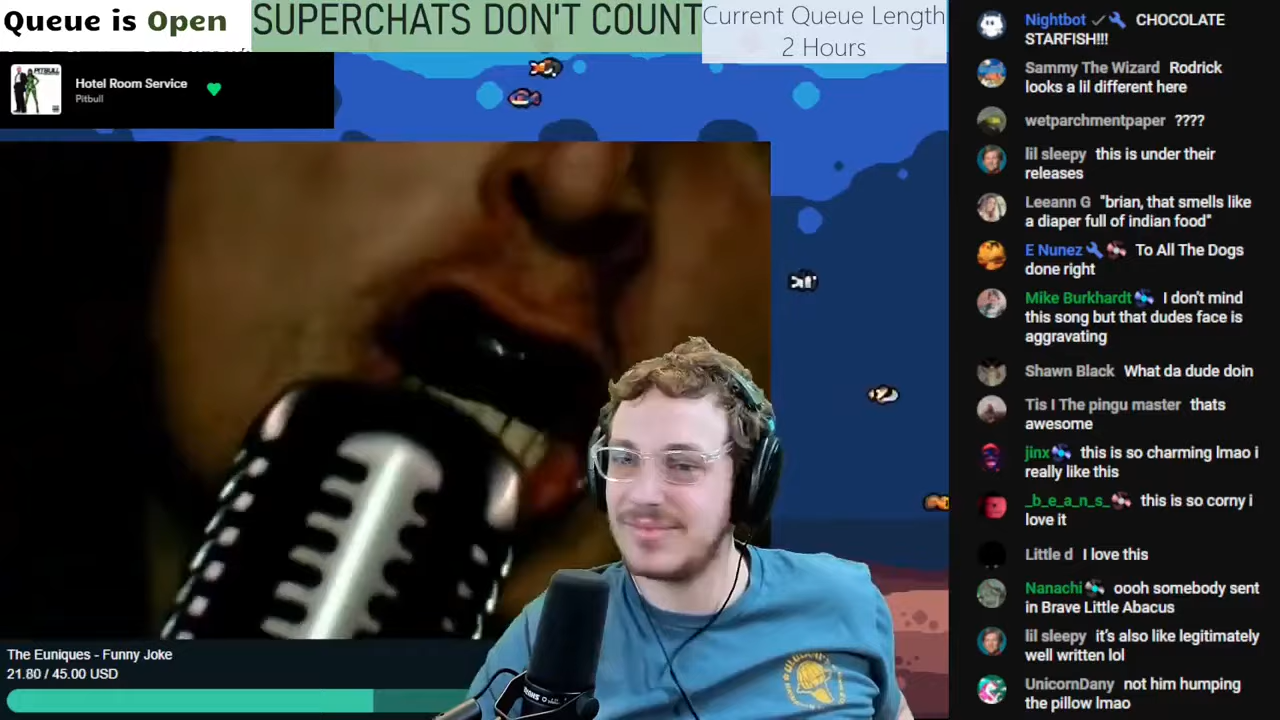 Queue is Open
SUPERCHATS DON'T COUNT
Current Queue Length
2 Hours
Hotel Room Service
Pitbull
The Euniques - Funny Joke
21.80 / 45.00 USD
Nightbot CHOCOLATE
STARFISH!!!
Sammy The Wizard Rodrick
looks a lil different here
wetparchmentpaper ????
lil sleepy this is under their
releases
Leeann G "brian, that smells like
a diaper full of indian food"
E Nunez To All The Dogs
done right
Mike Burkhardt I don't mind
this song but that dudes face is
aggravating
Shawn Black What da dude doin
Tis I The pingu master thats
awesome
jinx this is so charming lmao i
really like this
_b_e_a_n_s_ this is so corny i
love it
Little d I love this
Nanachi oooh somebody sent
in Brave Little Abacus
lil sleepy it's also like legitimately
well written lol
UnicornDany not him humping
the pillow lmao